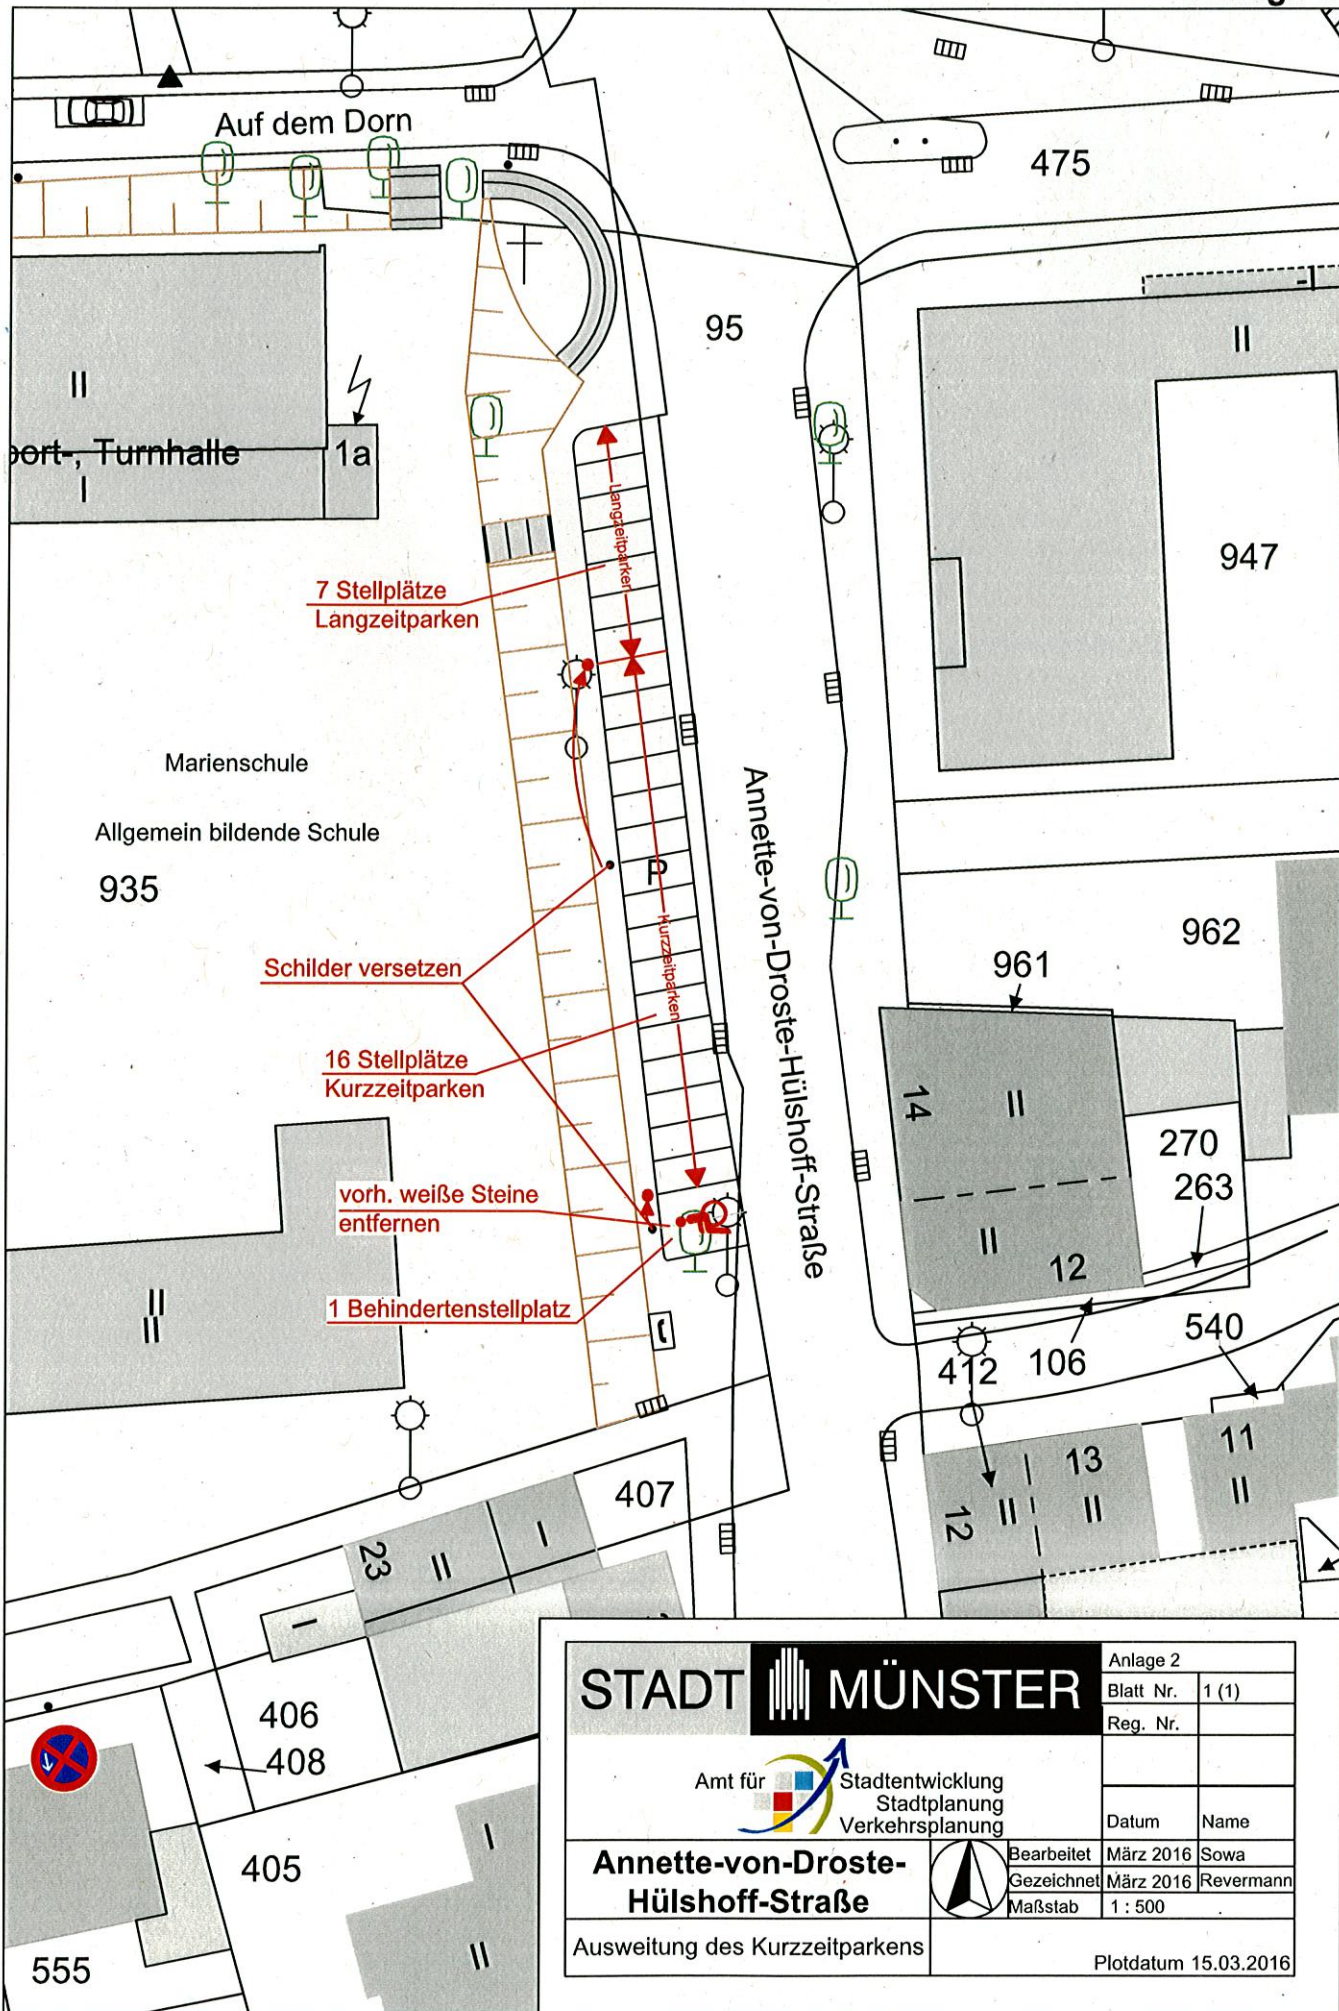 Auf dem Dorn
475
95
II
II
Turnhalle
1a
I
947
7 Stellplätze
Langzeitparken
Langzeitparken
Marienschule
Allgemein bildende Schule
935
P
Annette-von-Droste-Hülshoff-Straße
Kurzzeitparken
962
961
Schilder versetzen
16 Stellplätze
Kurzzeitparken
14
II
270
263
vorh. weiße Steine
entfernen
II
12
1 Behindertenstellplatz
II
II
540
106
412
11
II
13
II
12
II
407
23
II
I
I
406
408
405
I
II
555
STADT MÜNSTER
Anlage 2
Blatt Nr. 1 (1)
Reg. Nr.
Amt für Stadtentwicklung
Stadtplanung
Verkehrsplanung
Datum Name
Annette-von-Droste-
Hülshoff-Straße
Bearbeitet März 2016 Sowa
Gezeichnet März 2016 Revermann
Maßstab 1 : 500
Ausweitung des Kurzzeitparkens
Plotdatum 15.03.2016